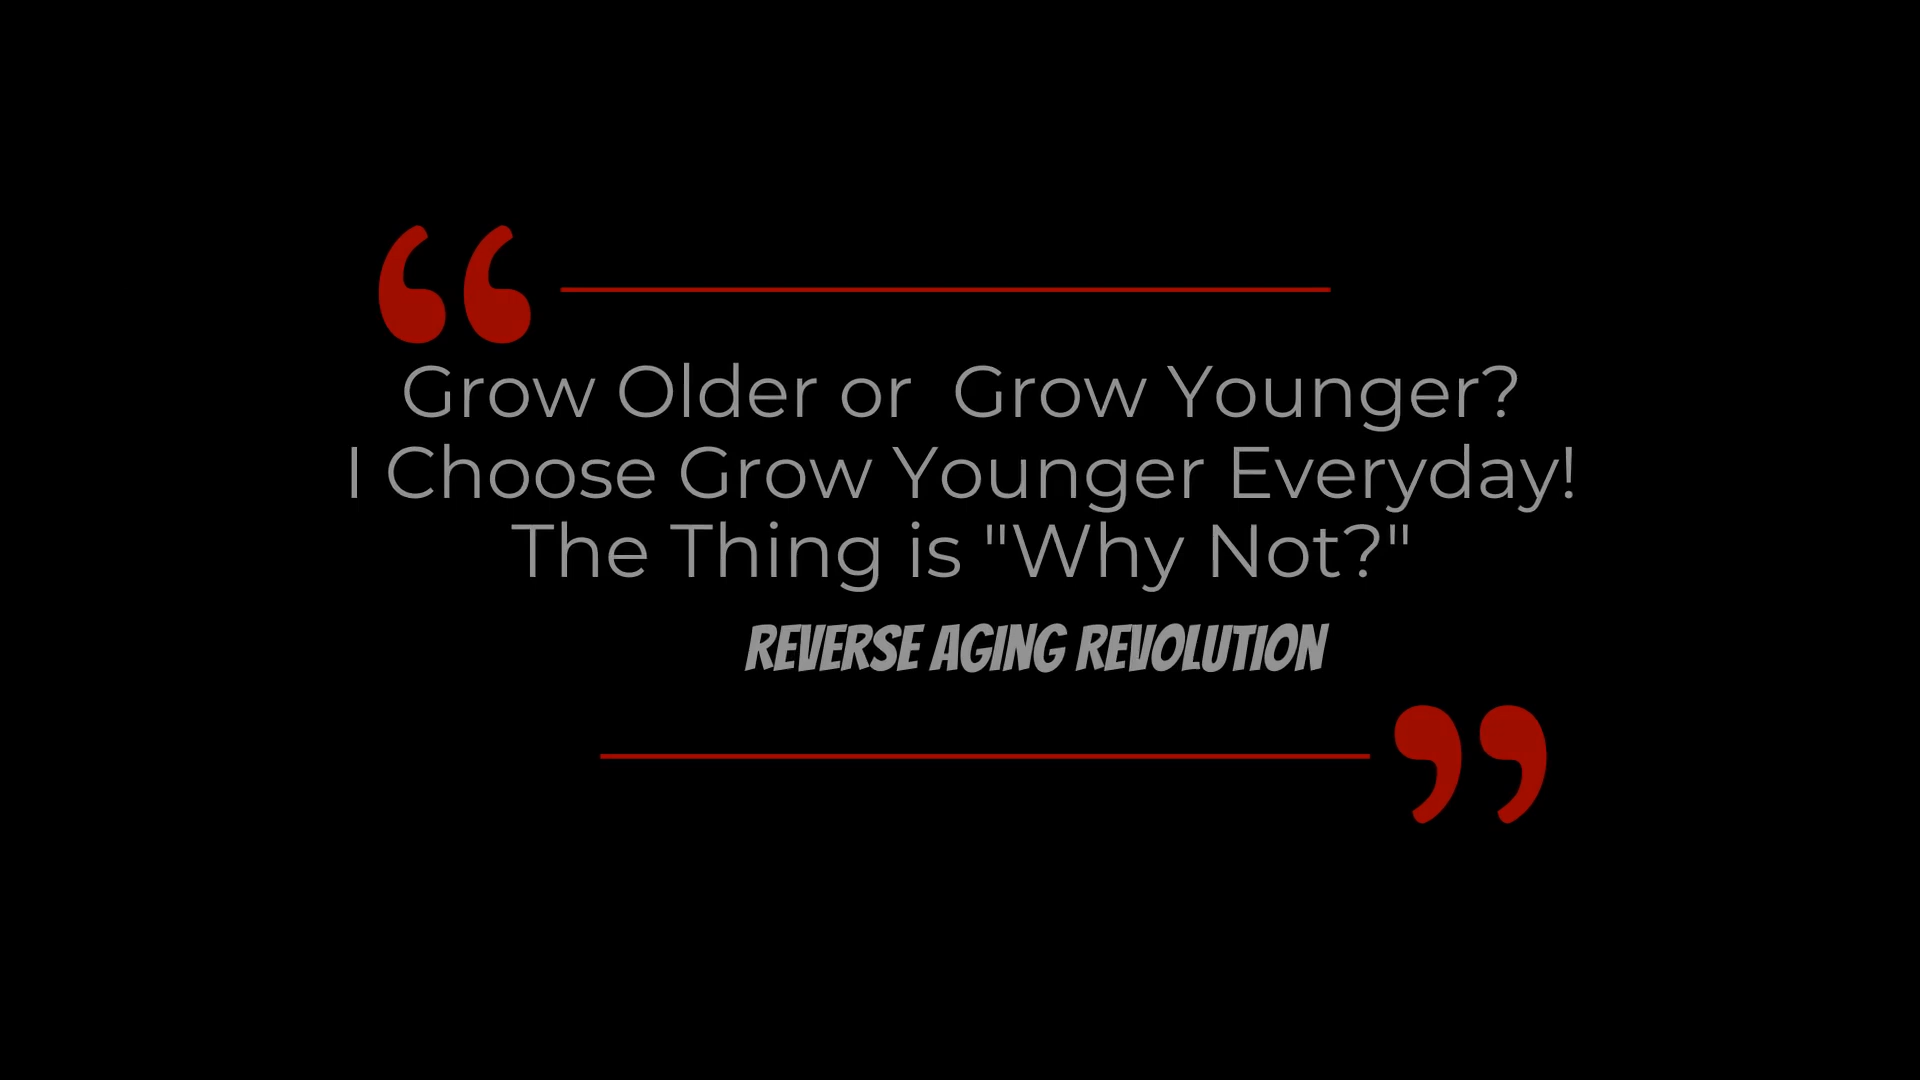 Grow Older or  Grow Younger?
I Choose Grow Younger Everyday!
The Thing is "Why Not?"
REVERSE AGING REVOLUTION